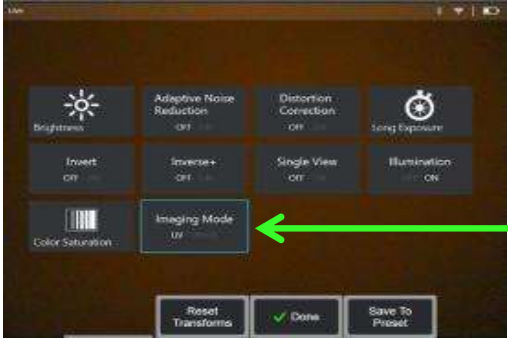 Live
Adaptive Noise Reduction
OFF
Distortion Correction
OFF
Brightness
Long Exposure
Invert
OFF
Inverse+
OFF
Single View
OFF
Illumination
ON
Color Saturation
Imaging Mode
UV
Reset Transforms
Done
Save To Preset